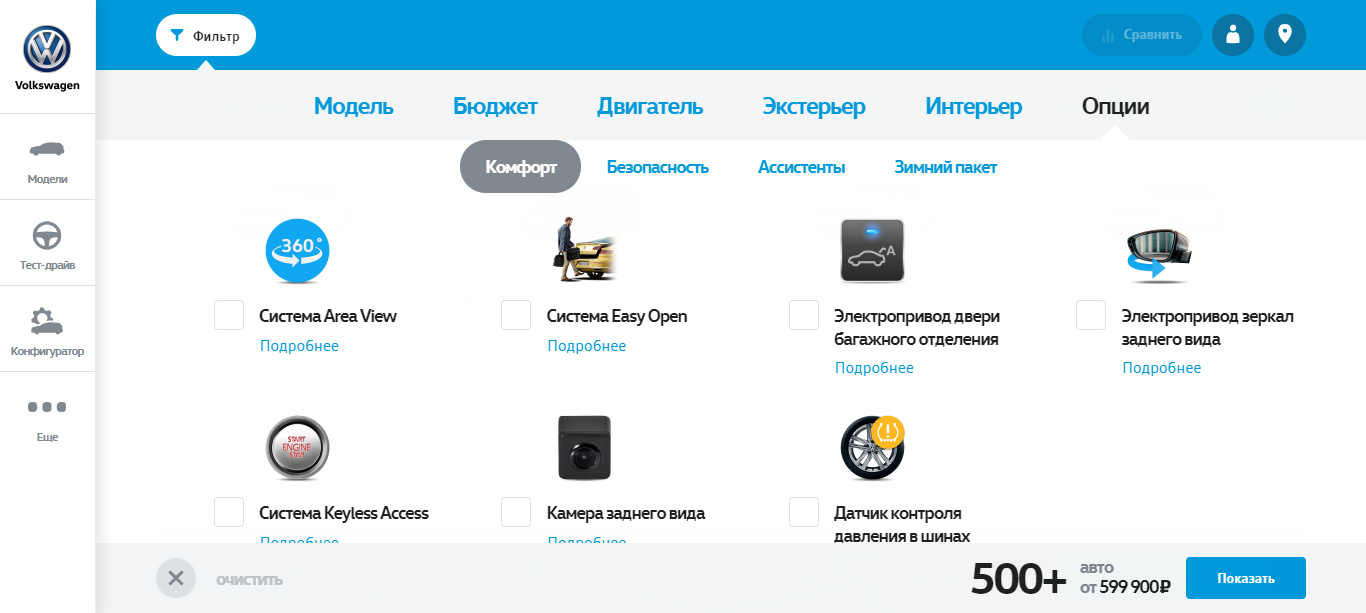 Volkswagen
Модели
Тест-драйв
Конфигуратор
Еще
Фильтр
Сравнить
Модель
Бюджет
Двигатель
Экстерьер
Интерьер
Опции
Комфорт
Безопасность
Ассистенты
Зимний пакет
360°
Система Area View
Подробнее
Система Easy Open
Подробнее
A
Электропривод двери
багажного отделения
Подробнее
Электропривод зеркал
заднего вида
Подробнее
START
ENGINE
STOP
Система Keyless Access
Подробнее
Камера заднего вида
Подробнее
Датчик контроля
давления в шинах
очистить
500+
авто
от 599 900₽
Показать